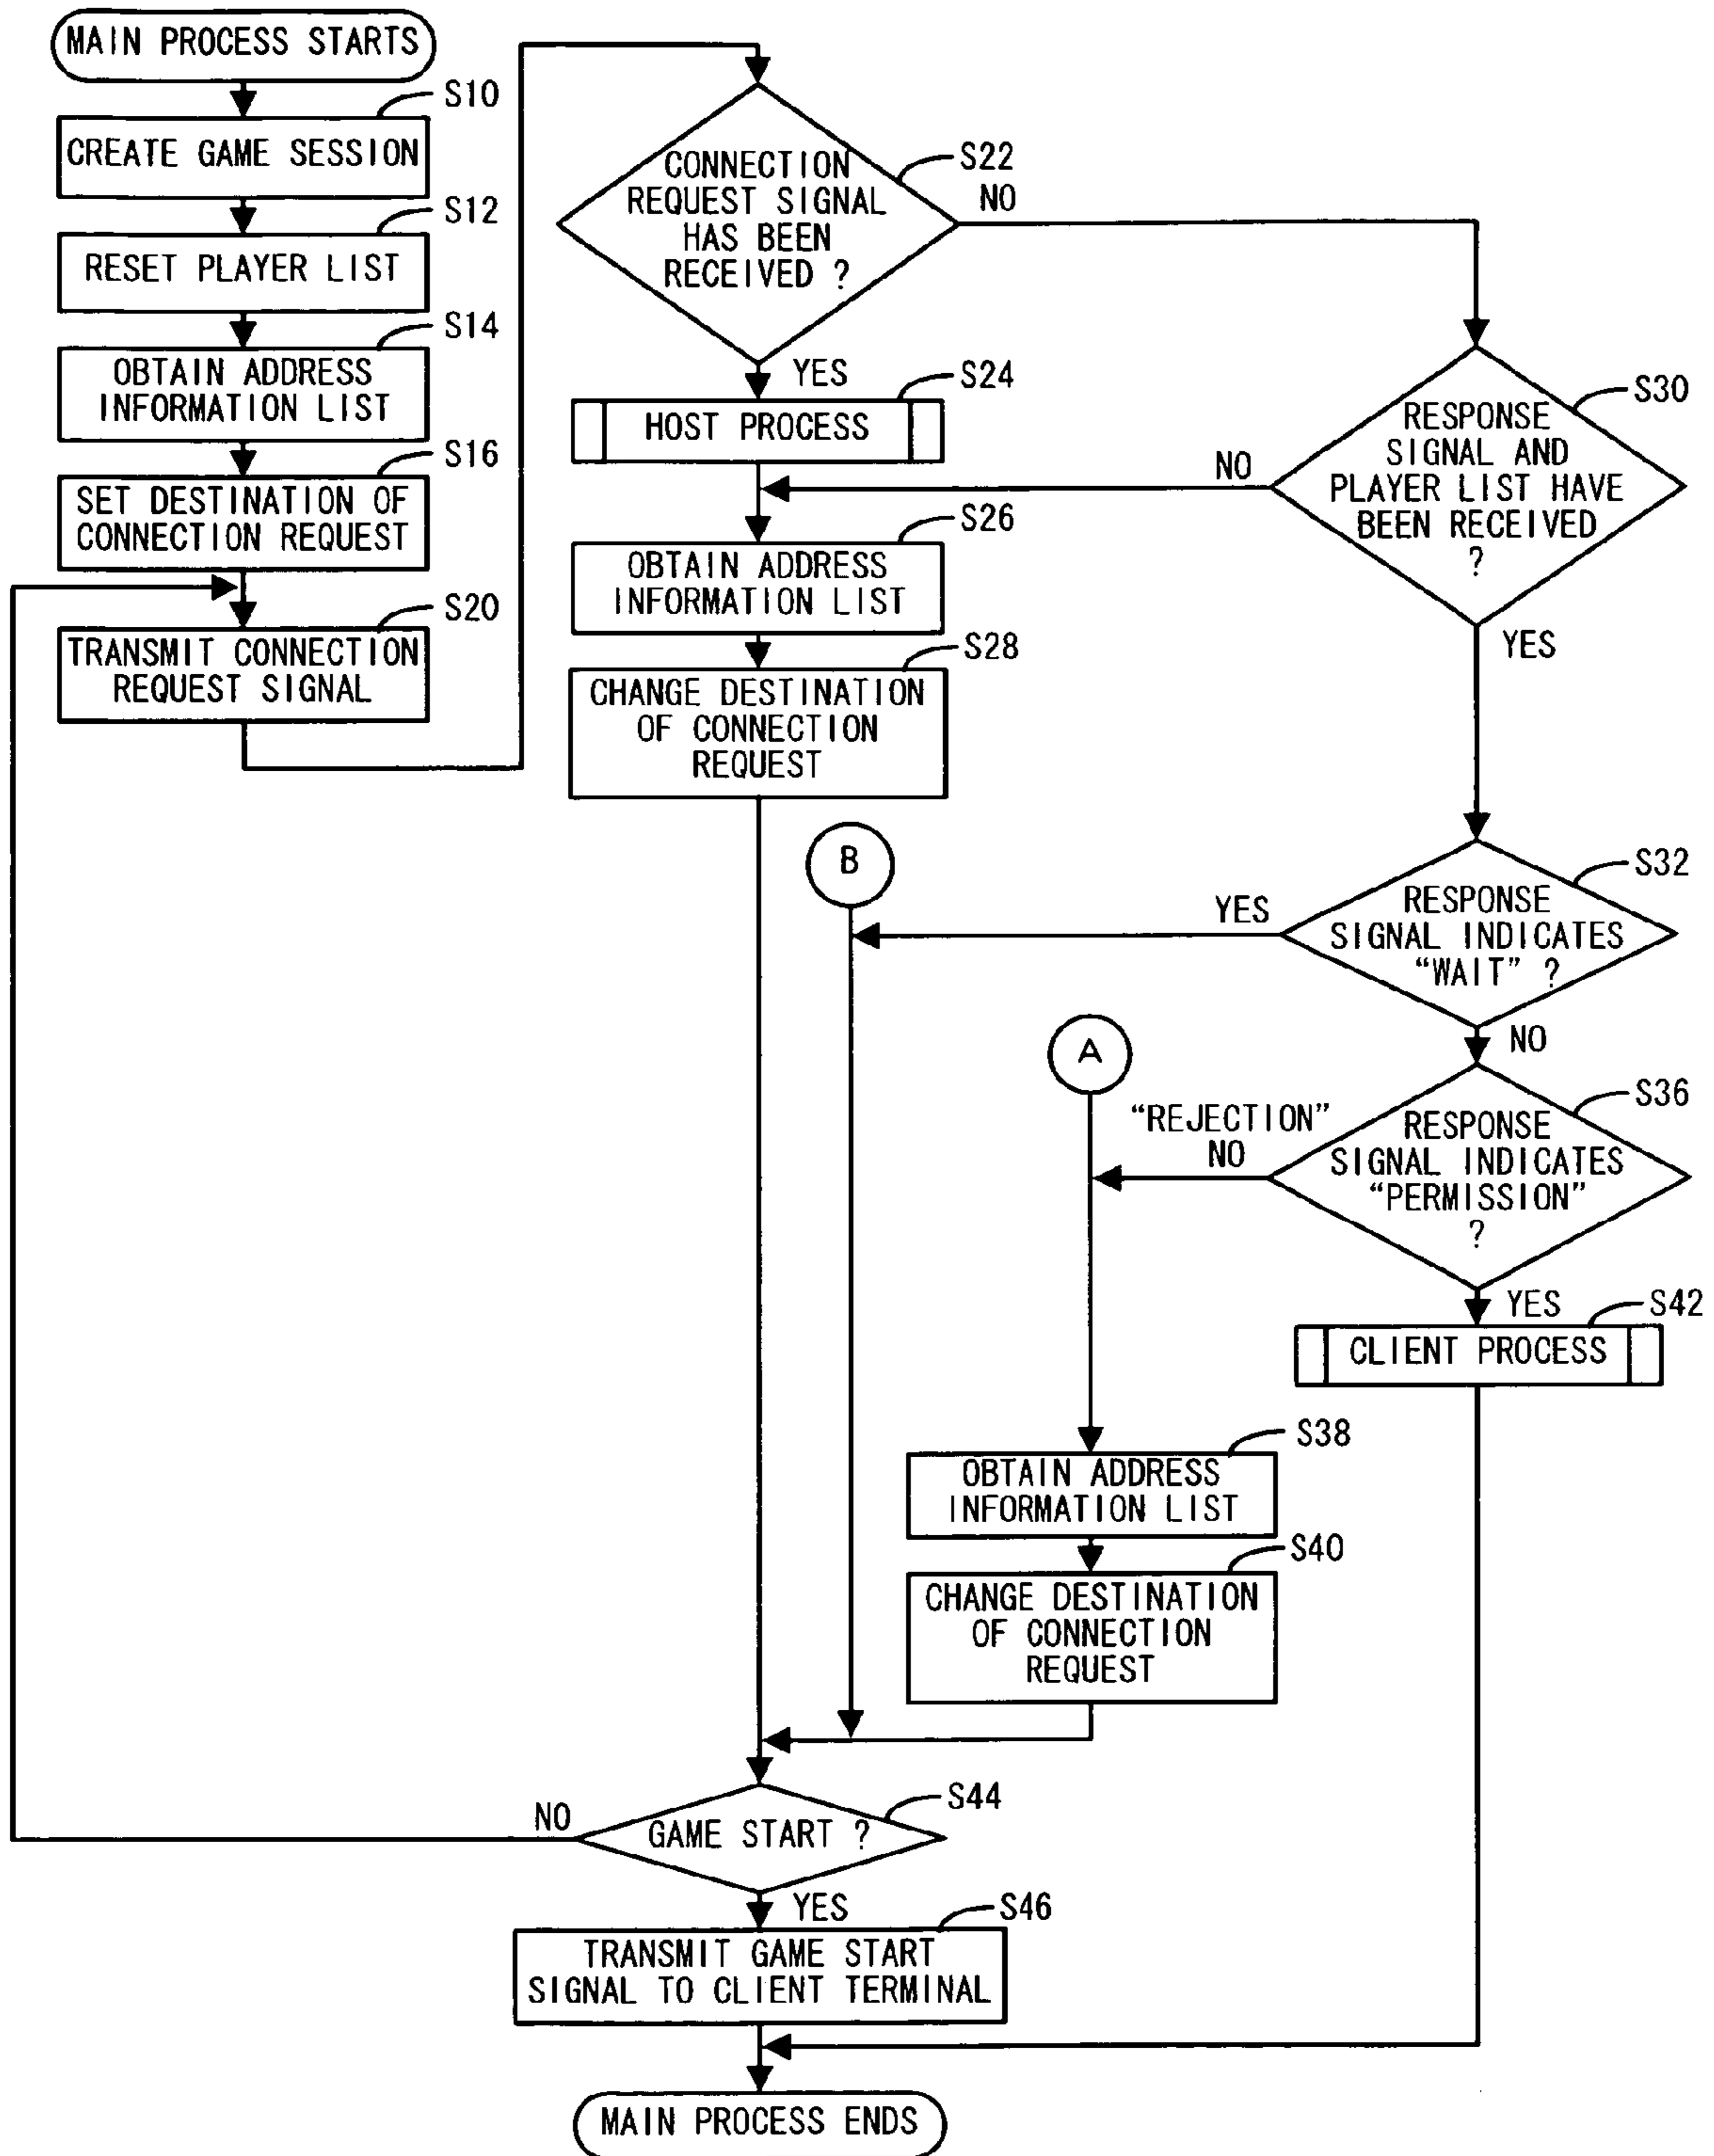 MAIN PROCESS STARTS
S10
CREATE GAME SESSION
S12
RESET PLAYER LIST
S14
OBTAIN ADDRESS
INFORMATION LIST
S16
SET DESTINATION OF
CONNECTION REQUEST
S20
TRANSMIT CONNECTION
REQUEST SIGNAL
S22
CONNECTION
REQUEST SIGNAL
HAS BEEN
RECEIVED ?
NO
YES
S24
HOST PROCESS
S26
OBTAIN ADDRESS
INFORMATION LIST
S28
CHANGE DESTINATION
OF CONNECTION
REQUEST
S30
RESPONSE
SIGNAL AND
PLAYER LIST HAVE
BEEN RECEIVED
?
NO
YES
B
S32
RESPONSE
SIGNAL INDICATES
“WAIT” ?
YES
NO
A
S36
RESPONSE
SIGNAL INDICATES
“PERMISSION”
?
“REJECTION”
NO
YES
S42
CLIENT PROCESS
S38
OBTAIN ADDRESS
INFORMATION LIST
S40
CHANGE DESTINATION
OF CONNECTION
REQUEST
S44
GAME START ?
NO
YES
S46
TRANSMIT GAME START
SIGNAL TO CLIENT TERMINAL
MAIN PROCESS ENDS